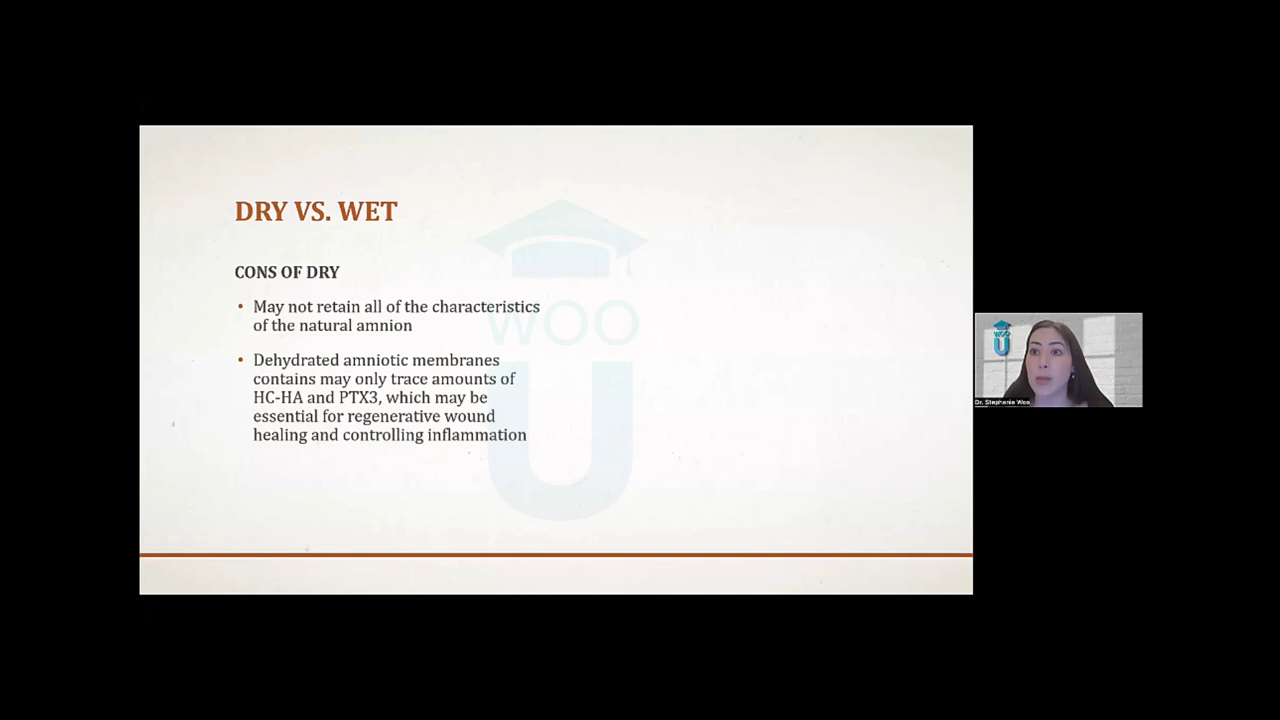 DRY VS. WET
CONS OF DRY
• May not retain all of the characteristics
of the natural amnion
• Dehydrated amniotic membranes
contains may only trace amounts of
HC-HA and PTX3, which may be
essential for regenerative wound
healing and controlling inflammation
WOO
U
WOO
U
Dr. Stephanie Woo